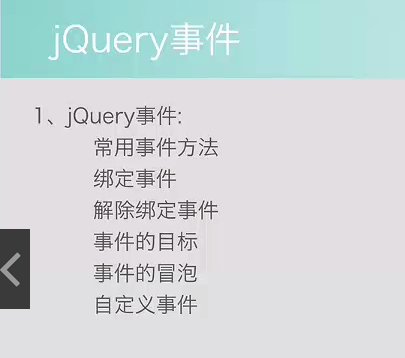 jQuery事件
1、jQuery事件:
常用事件方法
绑定事件
解除绑定事件
事件的目标
事件的冒泡
自定义事件